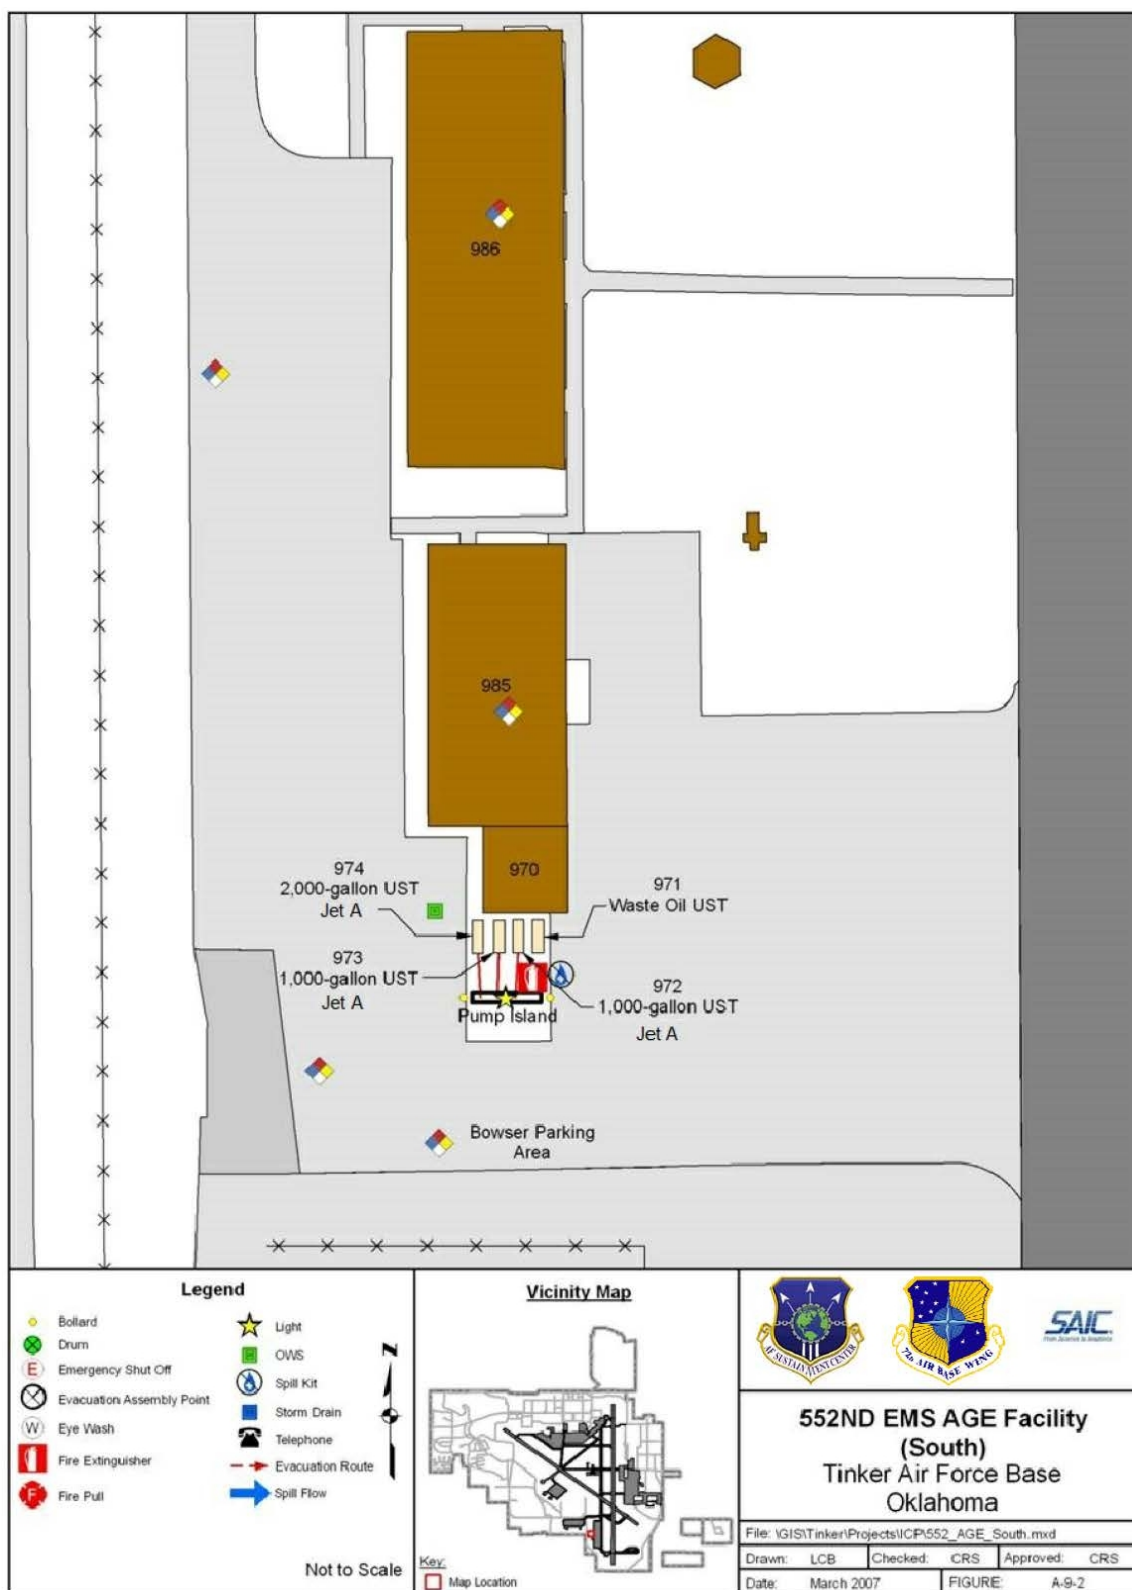 986
985
970
974
2,000-gallon UST
Jet A
971
Waste Oil UST
973
1,000-gallon UST
Jet A
972
1,000-gallon UST
Jet A
Pump Island
Bowser Parking
Area
Legend
Bollard
Drum
E
Emergency Shut Off
Evacuation Assembly Point
W
Eye Wash
Fire Extinguisher
F
Fire Pull
Light
OWS
Spill Kit
Storm Drain
Telephone
Evacuation Route
Spill Flow
N
Not to Scale
Vicinity Map
Key:
Map Location
72D AIR BASE WING
SAIC
552ND EMS AGE Facility
(South)
Tinker Air Force Base
Oklahoma
File: \GIS\Tinker\Projects\ICP\552_AGE_South.mxd
Drawn: LCB Checked: CRS Approved: CRS
Date: March 2007 FIGURE: A-9-2